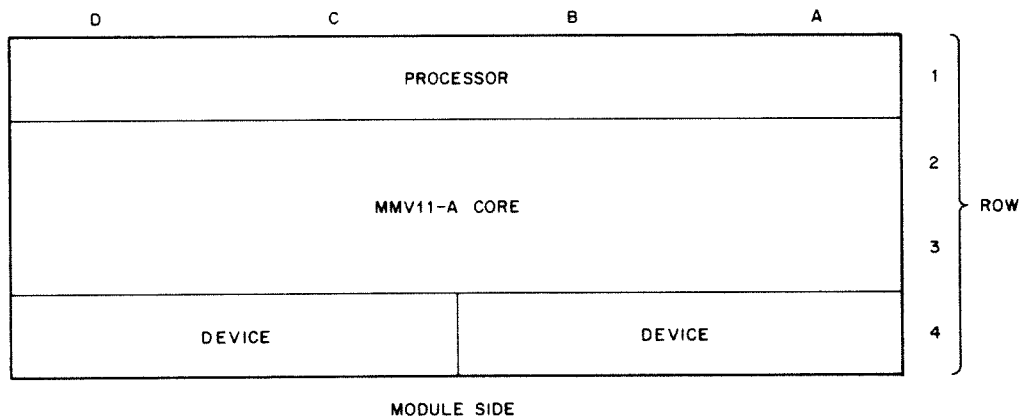 D C B A
PROCESSOR 1
2
MMV11-A CORE ROW
3
DEVICE DEVICE 4
MODULE SIDE